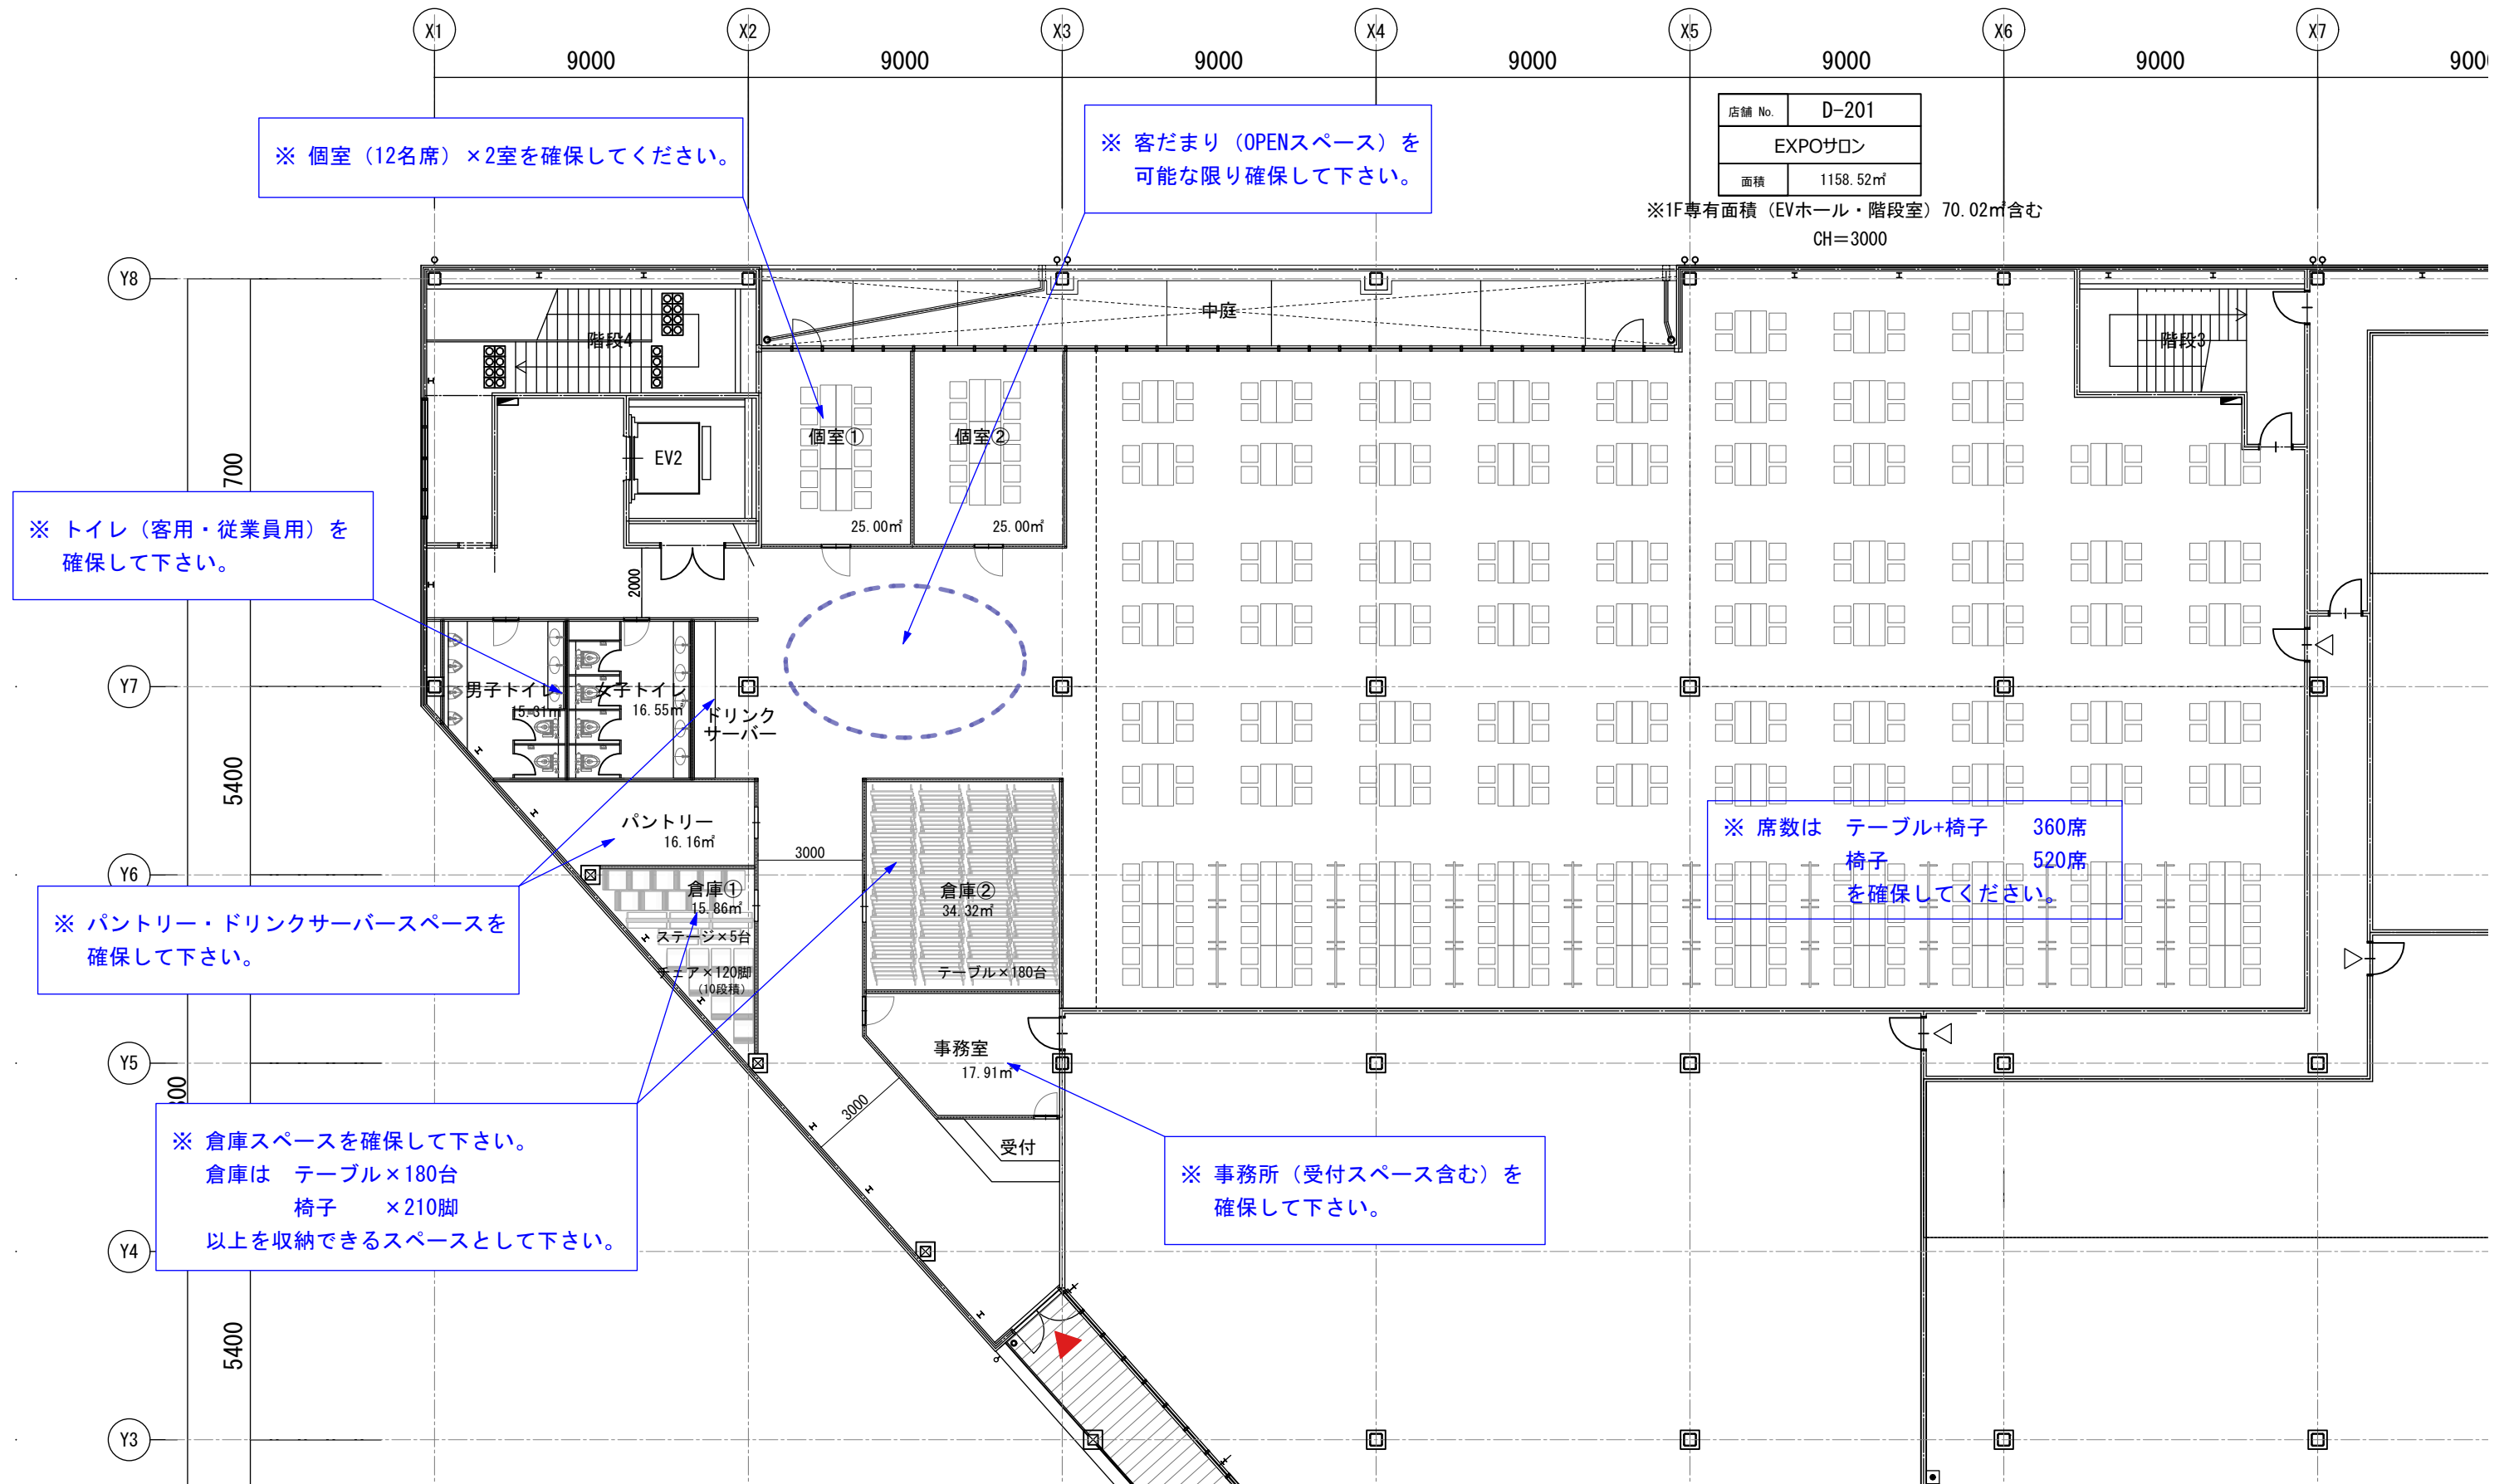 X1
X2
X3
X4
X5
X6
X7
9000
9000
9000
9000
9000
9000
店舗 No.
D-201
EXPOサロン
面積
1158.52㎡
※1F専有面積（EVホール・階段室）70.02㎡含む
CH＝3000
※ 個室（12名席）×2室を確保してください。
※ 客だまり（OPENスペース）を
可能な限り確保して下さい。
Y8
中庭
階段4
階段3
EV2
個室①
25.00㎡
個室②
25.00㎡
700
※ トイレ（客用・従業員用）を
確保して下さい。
2000
Y7
男子トイレ
15.31㎡
女子トイレ
16.55㎡
ドリンク
サーバー
5400
パントリー
16.16㎡
3000
Y6
倉庫①
15.86㎡
ステージ×5台
チェア×120脚
（10段積）
倉庫②
34.32㎡
テーブル×180台
※ 席数は　テーブル+椅子　360席
椅子　520席
を確保してください。
※ パントリー・ドリンクサーバースペースを
確保して下さい。
Y5
事務室
17.91㎡
3000
受付
※ 倉庫スペースを確保して下さい。
倉庫は　テーブル×180台
椅子　×210脚
以上を収納できるスペースとして下さい。
※ 事務所（受付スペース含む）を
確保して下さい。
Y4
5400
Y3